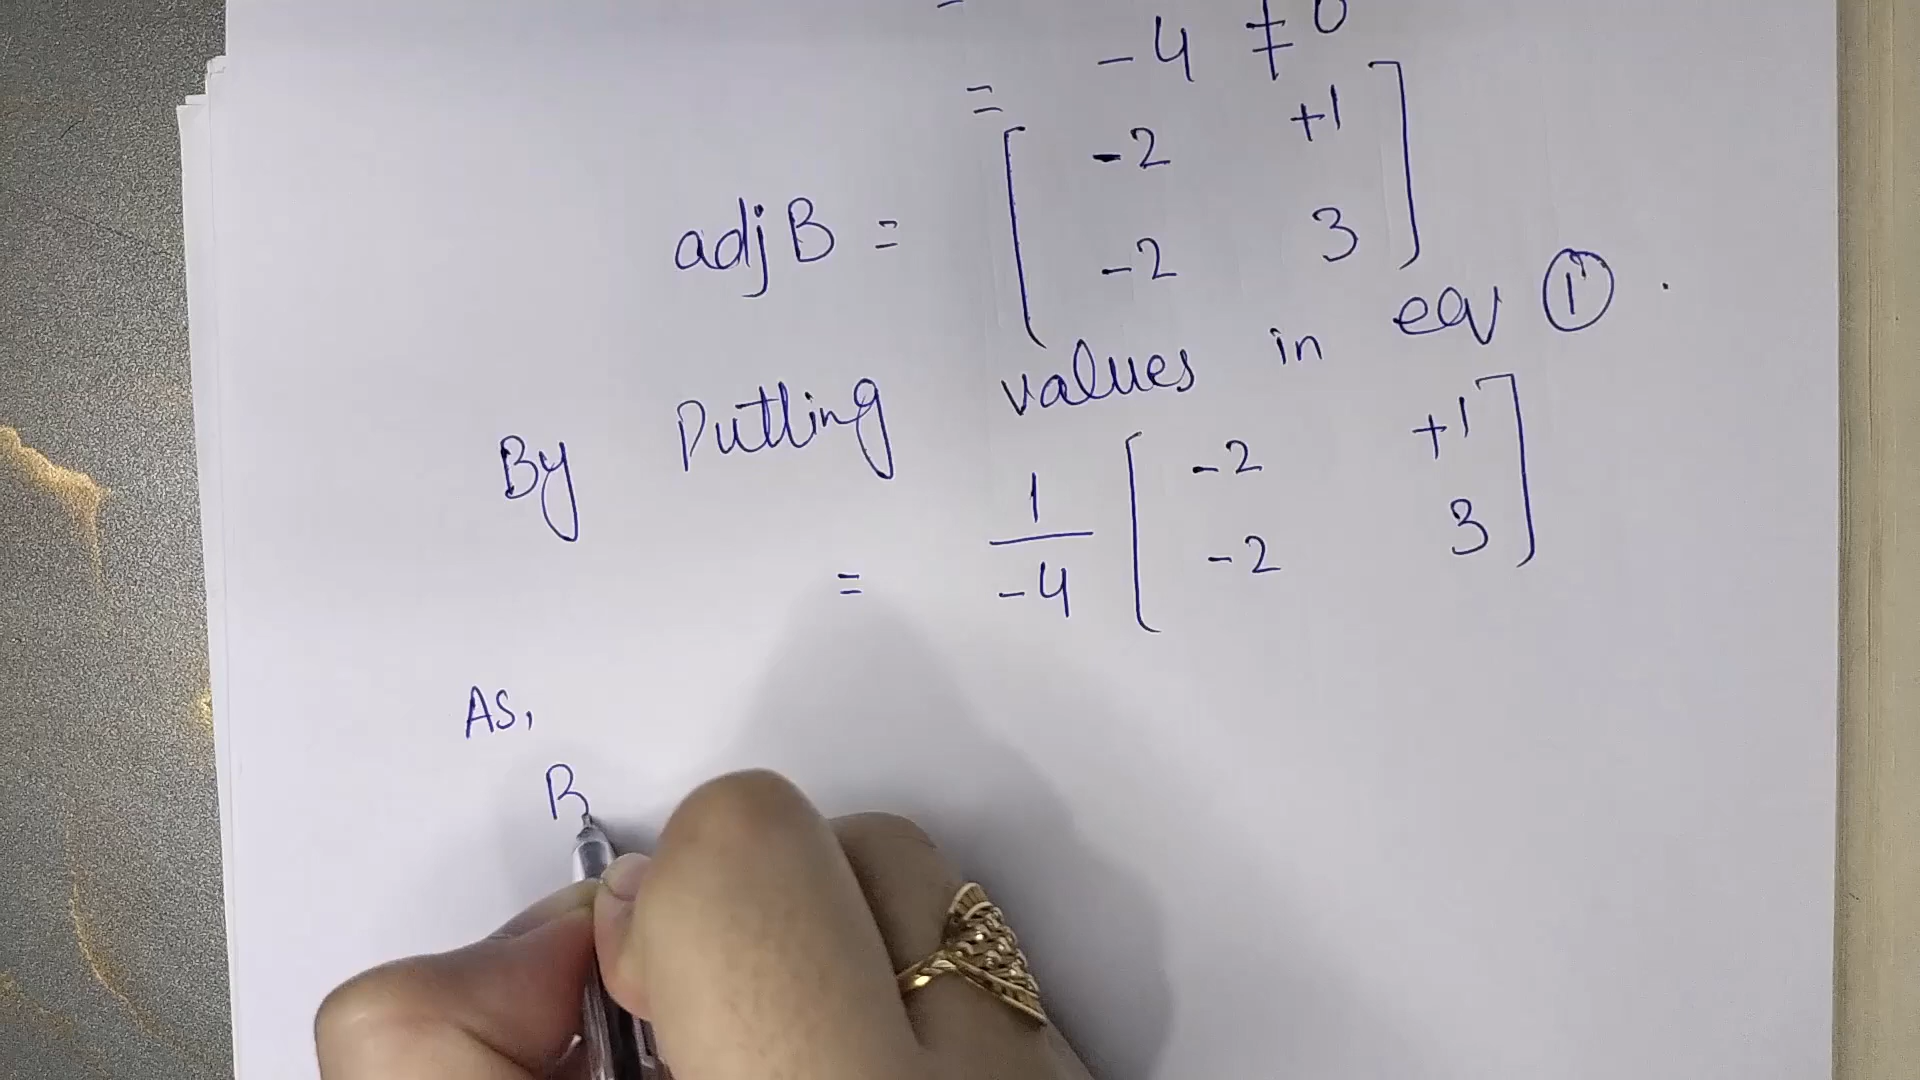 = -4 ≠ 0
adj B = [ -2 +1
-2 3 ]
By Putting values in eq ①.
= 1/-4 [ -2 +1
-2 3 ]
As,
B